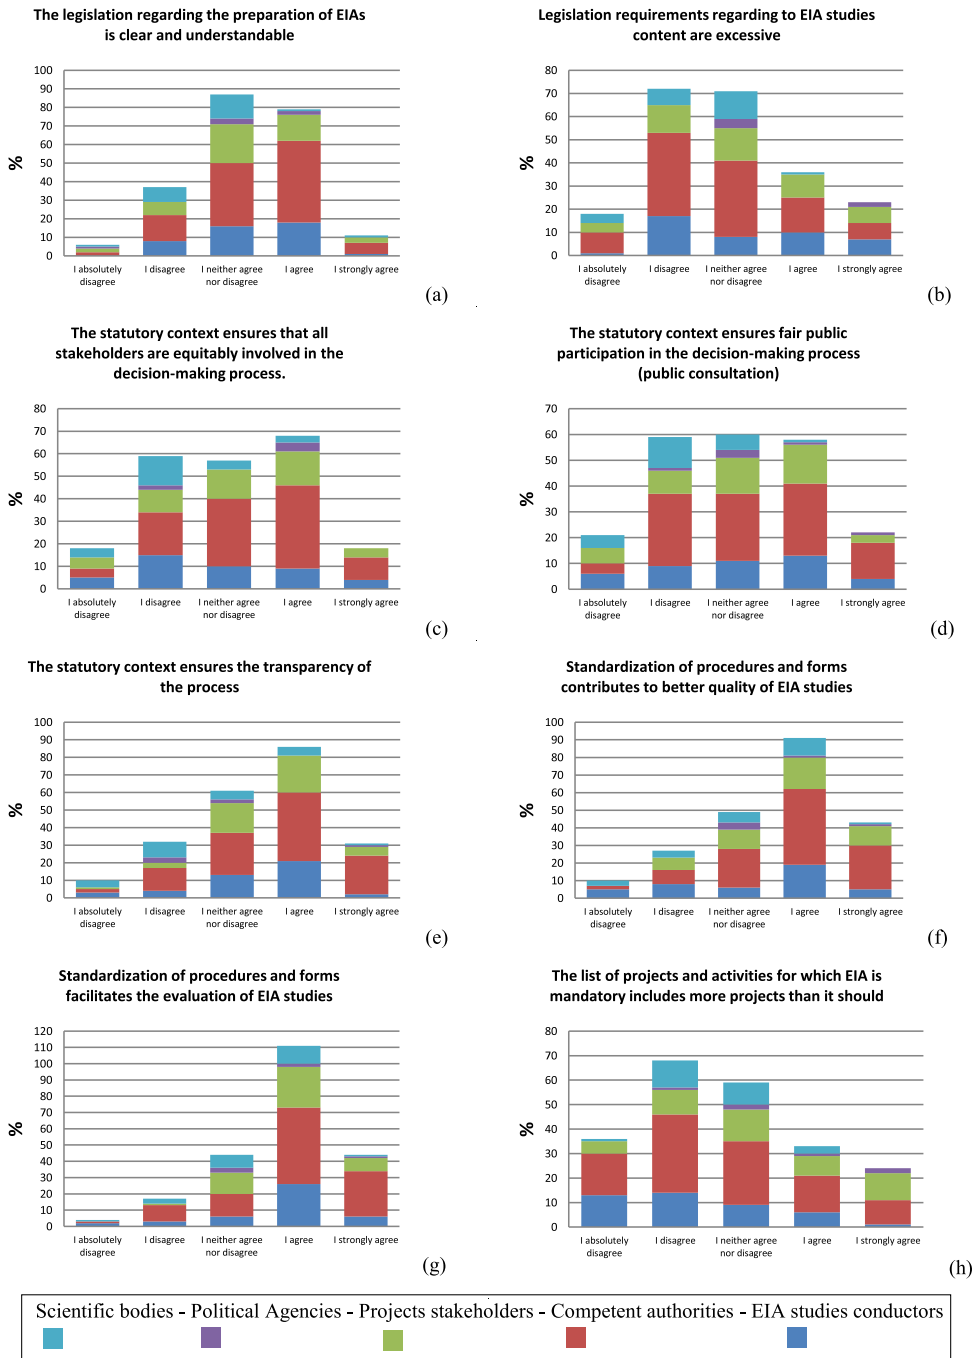 The legislation regarding the preparation of EIAs
is clear and understandable
100
90
80
70
60
50
40
30
20
10
0
%
I absolutely
disagree
I disagree
I neither agree
nor disagree
I agree
I strongly agree
(a)
Legislation requirements regarding to EIA studies
content are excessive
80
70
60
50
40
30
20
10
0
%
I absolutely
disagree
I disagree
I neither agree
nor disagree
I agree
I strongly agree
(b)
The statutory context ensures that all
stakeholders are equitably involved in the
decision-making process.
80
70
60
50
40
30
20
10
0
%
I absolutely
disagree
I disagree
I neither agree
nor disagree
I agree
I strongly agree
(c)
The statutory context ensures fair public
participation in the decision-making process
(public consultation)
70
60
50
40
30
20
10
0
%
I absolutely
disagree
I disagree
I neither agree
nor disagree
I agree
I strongly agree
(d)
The statutory context ensures the transparency of
the process
100
90
80
70
60
50
40
30
20
10
0
%
I absolutely
disagree
I disagree
I neither agree
nor disagree
I agree
I strongly agree
(e)
Standardization of procedures and forms
contributes to better quality of EIA studies
100
90
80
70
60
50
40
30
20
10
0
%
I absolutely
disagree
I disagree
I neither agree
nor disagree
I agree
I strongly agree
(f)
Standardization of procedures and forms
facilitates the evaluation of EIA studies
120
110
100
90
80
70
60
50
40
30
20
10
0
%
I absolutely
disagree
I disagree
I neither agree
nor disagree
I agree
I strongly agree
(g)
The list of projects and activities for which EIA is
mandatory includes more projects than it should
80
70
60
50
40
30
20
10
0
%
I absolutely
disagree
I disagree
I neither agree
nor disagree
I agree
I strongly agree
(h)
Scientific bodies - Political Agencies - Projects stakeholders - Competent authorities - EIA studies conductors